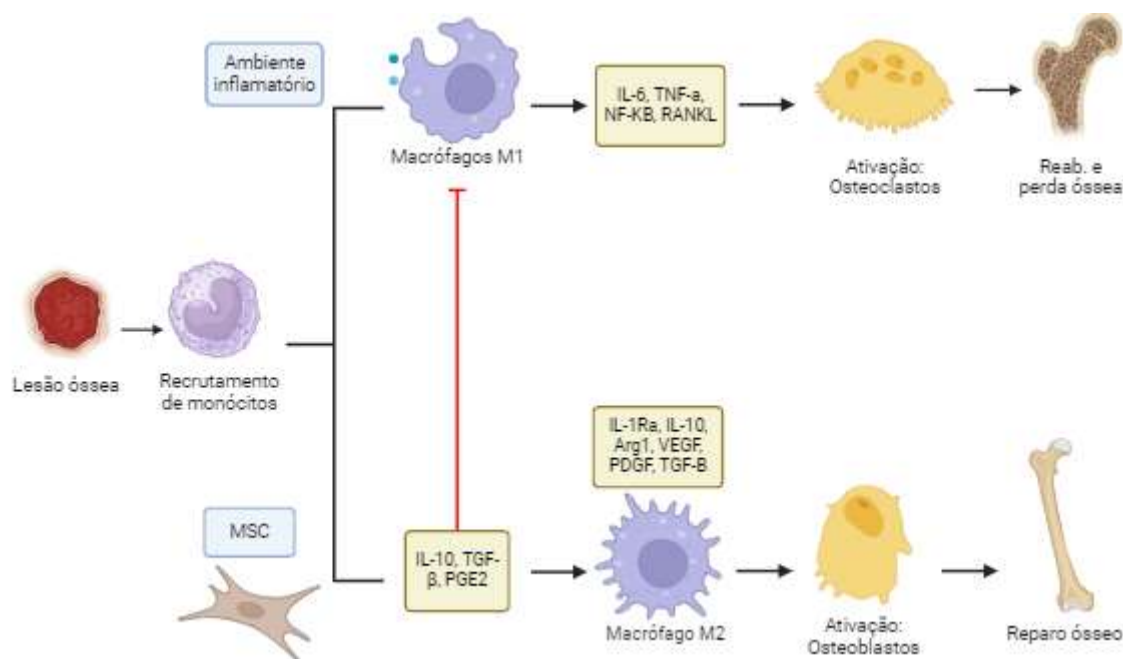 Ambiente
inflamatório
Macrófagos M1
IL-6, TNF-a,
NF-KB, RANKL
Ativação:
Osteoclastos
Reab. e
perda óssea
Lesão óssea
Recrutamento
de monócitos
MSC
IL-10, TGF-
β, PGE2
IL-1Ra, IL-10,
Arg1, VEGF,
PDGF, TGF-B
Macrófago M2
Ativação:
Osteoblastos
Reparo ósseo